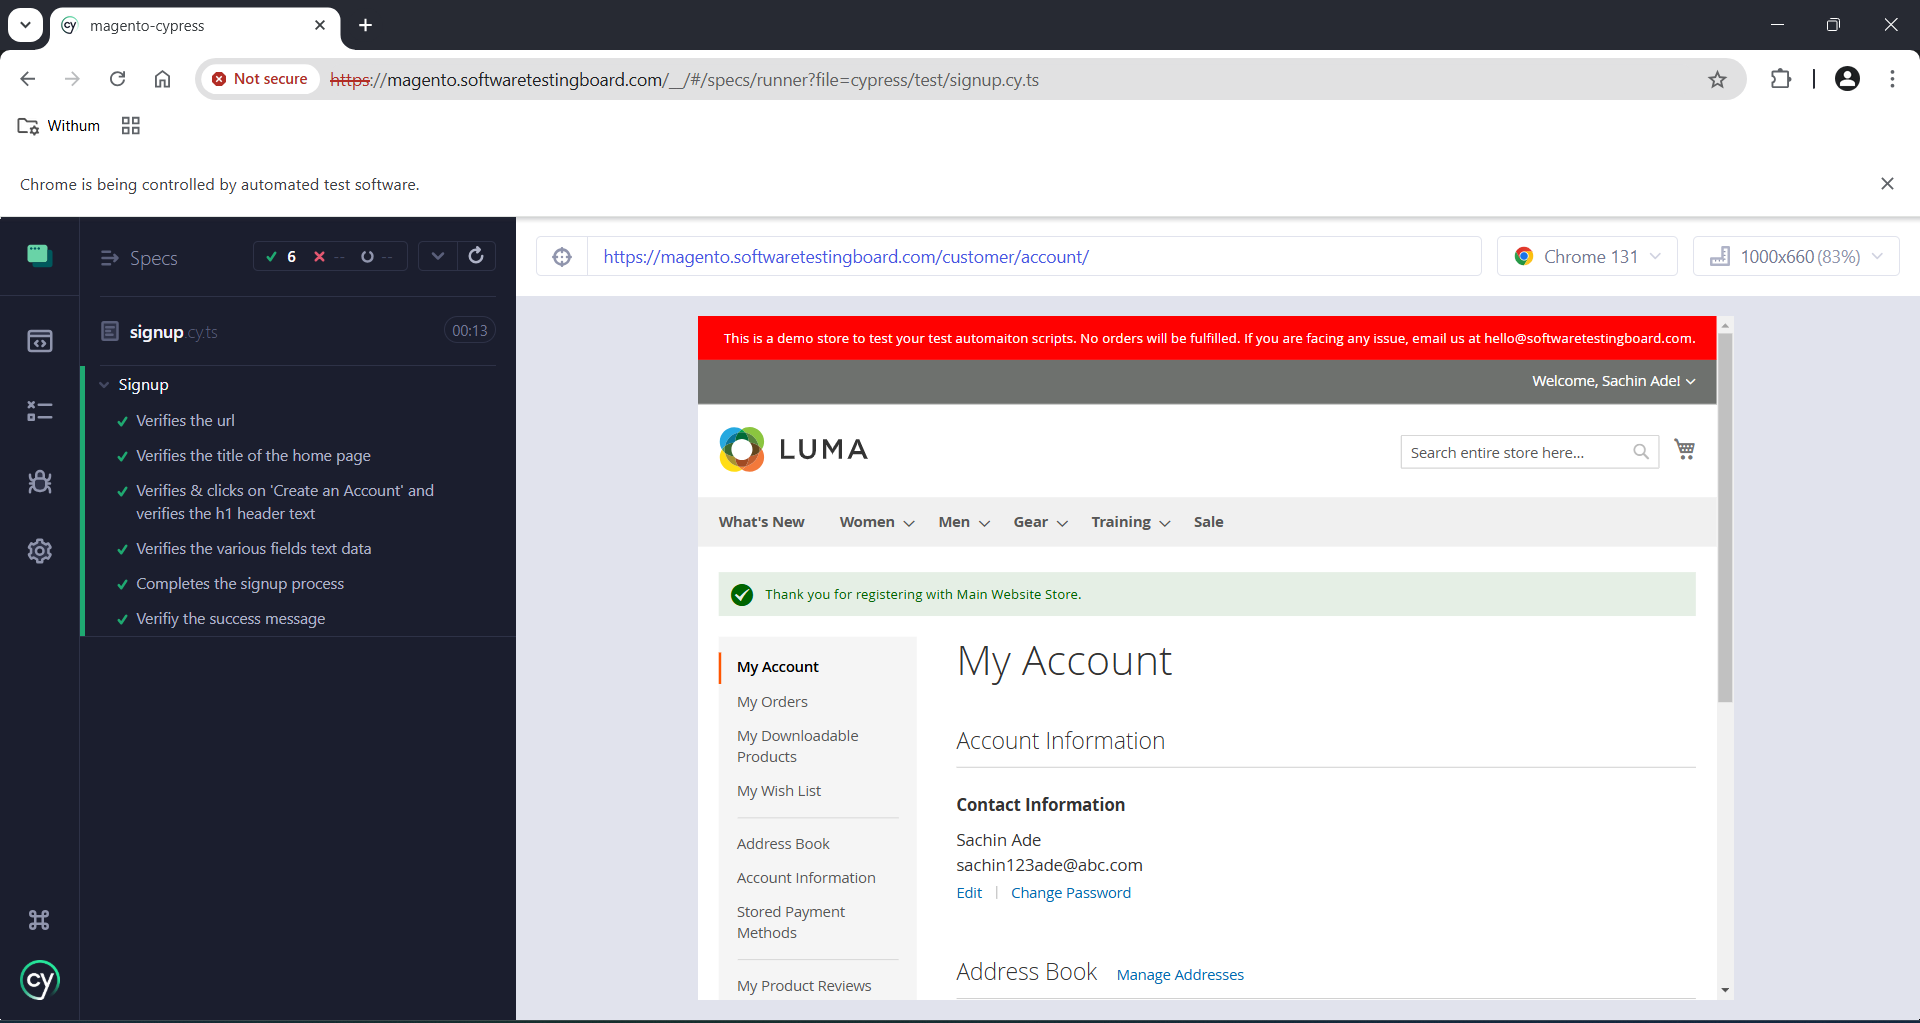 magento-cypress
Not secure https://magento.softwaretestingboard.com/__/#/specs/runner?file=cypress/test/signup.cy.ts
Withum
Chrome is being controlled by automated test software.
Specs 6 -- --
signup.cy.ts 00:13
Signup
Verifies the url
Verifies the title of the home page
Verifies & clicks on 'Create an Account' and
verifies the h1 header text
Verifies the various fields text data
Completes the signup process
Verifiy the success message
cy
https://magento.softwaretestingboard.com/customer/account/
Chrome 131
1000x660 (83%)
This is a demo store to test your test automaiton scripts. No orders will be fulfilled. If you are facing any issue, email us at hello@softwaretestingboard.com.
Welcome, Sachin Ade!
LUMA
Search entire store here...
What's New Women Men Gear Training Sale
Thank you for registering with Main Website Store.
My Account
My Orders
My Downloadable
Products
My Wish List
Address Book
Account Information
Stored Payment
Methods
My Product Reviews
My Account
Account Information
Contact Information
Sachin Ade
sachin123ade@abc.com
Edit | Change Password
Address Book Manage Addresses